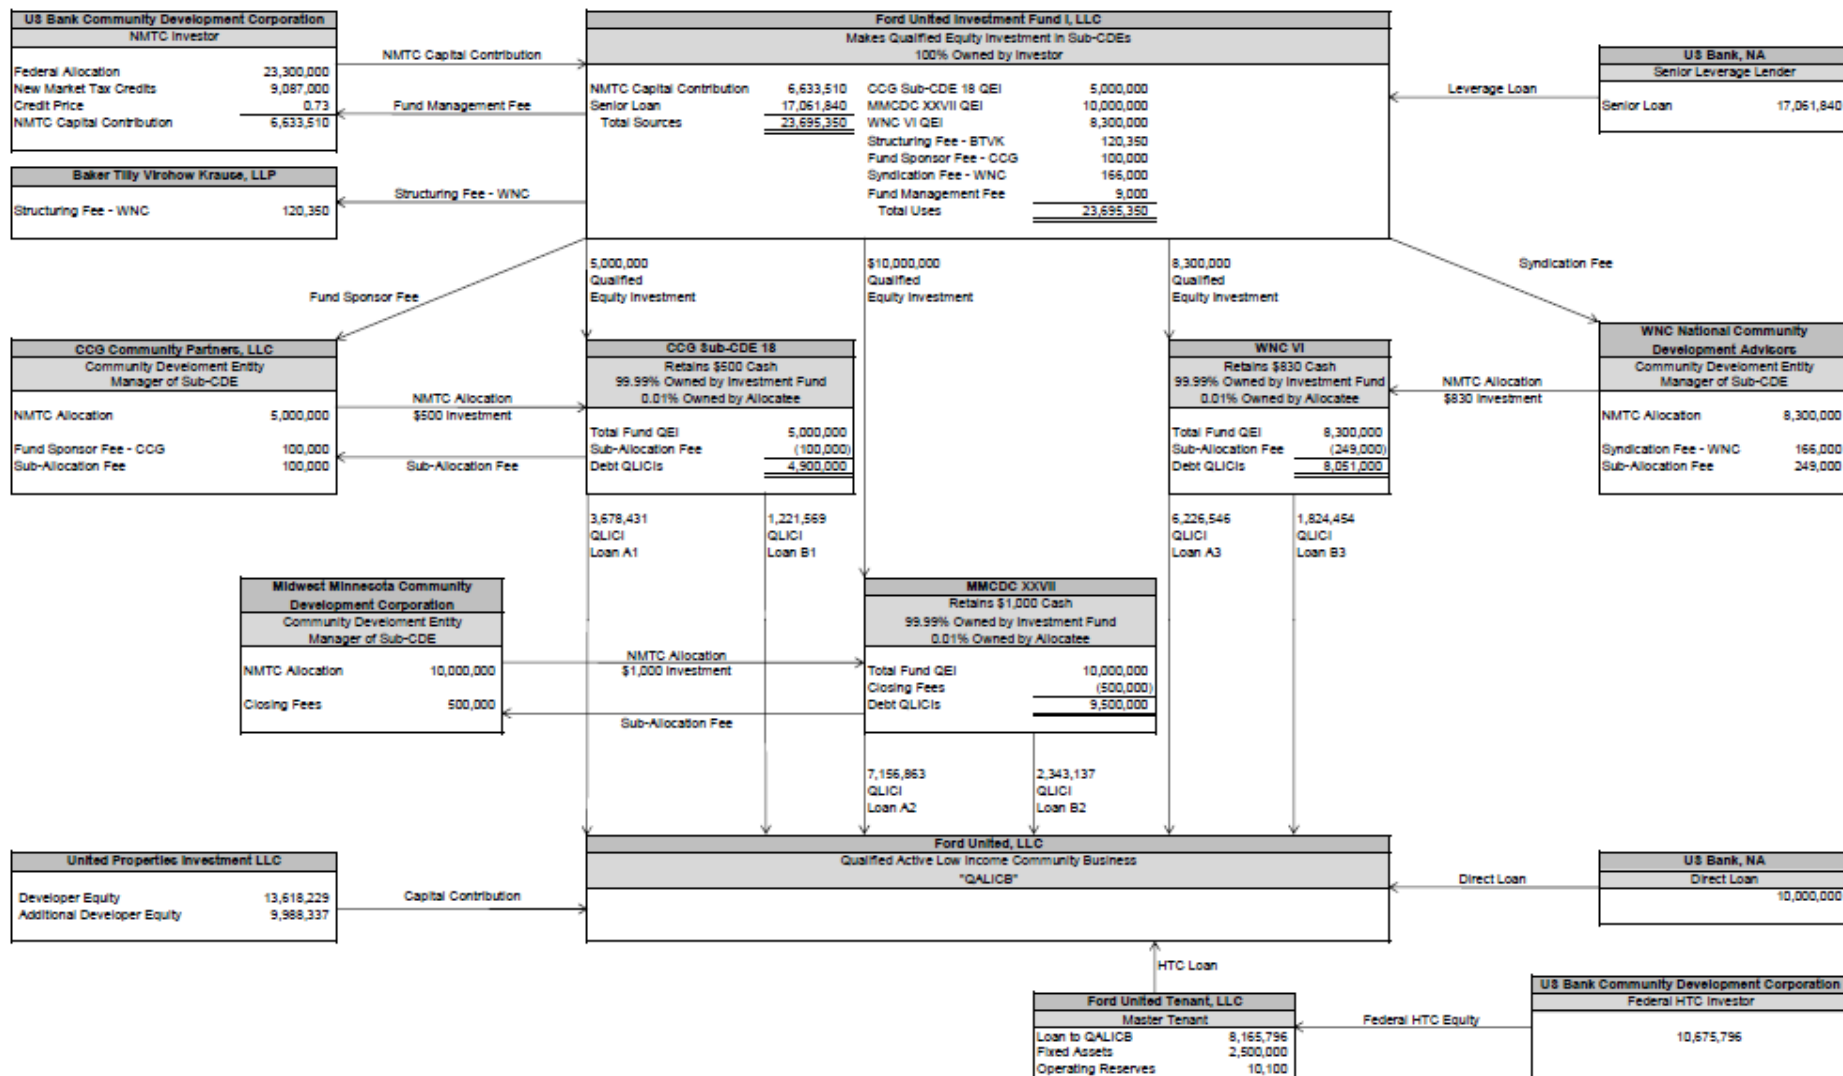 US Bank Community Development Corporation
NMTC Investor
Federal Allocation 23,300,000
New Market Tax Credits 9,087,000
Credit Price 0.73
NMTC Capital Contribution 6,633,510
NMTC Capital Contribution
Fund Management Fee
Ford United Investment Fund I, LLC
Makes Qualified Equity Investment in Sub-CDEs
100% Owned by Investor
NMTC Capital Contribution 6,633,510
Senior Loan 17,061,840
Total Sources 23,695,350
CCG Sub-CDE 18 QEI 5,000,000
MMCDC XXVII QEI 10,000,000
WNC VI QEI 8,300,000
Structuring Fee - BTVK 120,350
Fund Sponsor Fee - CCG 100,000
Syndication Fee - WNC 166,000
Fund Management Fee 9,000
Total Uses 23,695,350
Leverage Loan
US Bank, NA
Senior Leverage Lender
Senior Loan 17,061,840
Baker Tilly Virchow Krause, LLP
Structuring Fee - WNC 120,350
Structuring Fee - WNC
Fund Sponsor Fee
5,000,000
Qualified
Equity Investment
$10,000,000
Qualified
Equity Investment
8,300,000
Qualified
Equity Investment
Syndication Fee
CCG Community Partners, LLC
Community Develoment Entity
Manager of Sub-CDE
NMTC Allocation 5,000,000
Fund Sponsor Fee - CCG 100,000
Sub-Allocation Fee 100,000
NMTC Allocation
$500 Investment
Sub-Allocation Fee
CCG Sub-CDE 18
Retains $500 Cash
99.99% Owned by Investment Fund
0.01% Owned by Allocatee
Total Fund QEI 5,000,000
Sub-Allocation Fee (100,000)
Debt QLICIs 4,900,000
WNC VI
Retains $830 Cash
99.99% Owned by Investment Fund
0.01% Owned by Allocatee
Total Fund QEI 8,300,000
Sub-Allocation Fee (249,000)
Debt QLICIs 8,051,000
NMTC Allocation
$830 Investment
WNC National Community
Development Advisors
Community Develoment Entity
Manager of Sub-CDE
NMTC Allocation 8,300,000
Syndication Fee - WNC 166,000
Sub-Allocation Fee 249,000
3,678,431
QLICI
Loan A1
1,221,569
QLICI
Loan B1
6,226,546
QLICI
Loan A3
1,824,454
QLICI
Loan B3
Midwest Minnesota Community
Development Corporation
Community Develoment Entity
Manager of Sub-CDE
NMTC Allocation 10,000,000
Closing Fees 500,000
NMTC Allocation
$1,000 Investment
Sub-Allocation Fee
MMCDC XXVII
Retains $1,000 Cash
99.99% Owned by Investment Fund
0.01% Owned by Allocatee
Total Fund QEI 10,000,000
Closing Fees (500,000)
Debt QLICIs 9,500,000
7,156,863
QLICI
Loan A2
2,343,137
QLICI
Loan B2
United Properties Investment LLC
Developer Equity 13,618,229
Additional Developer Equity 9,988,337
Capital Contribution
Ford United, LLC
Qualified Active Low Income Community Business
"QALICB"
Direct Loan
US Bank, NA
Direct Loan
10,000,000
HTC Loan
Ford United Tenant, LLC
Master Tenant
Loan to QALICB 8,165,796
Fixed Assets 2,500,000
Operating Reserves 10,100
Federal HTC Equity
US Bank Community Development Corporation
Federal HTC Investor
10,675,796